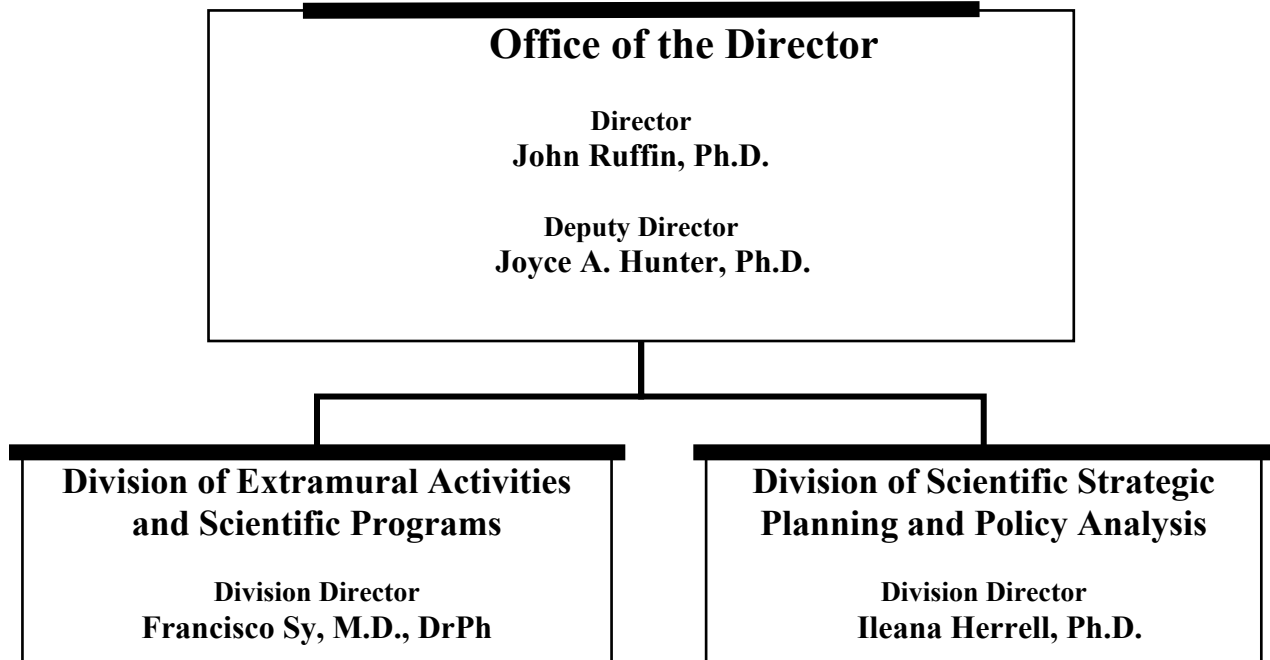 Office of the Director
Director
John Ruffin, Ph.D.
Deputy Director
Joyce A. Hunter, Ph.D.
Division of Extramural Activities
and Scientific Programs
Division Director
Francisco Sy, M.D., DrPh
Division of Scientific Strategic
Planning and Policy Analysis
Division Director
Ileana Herrell, Ph.D.